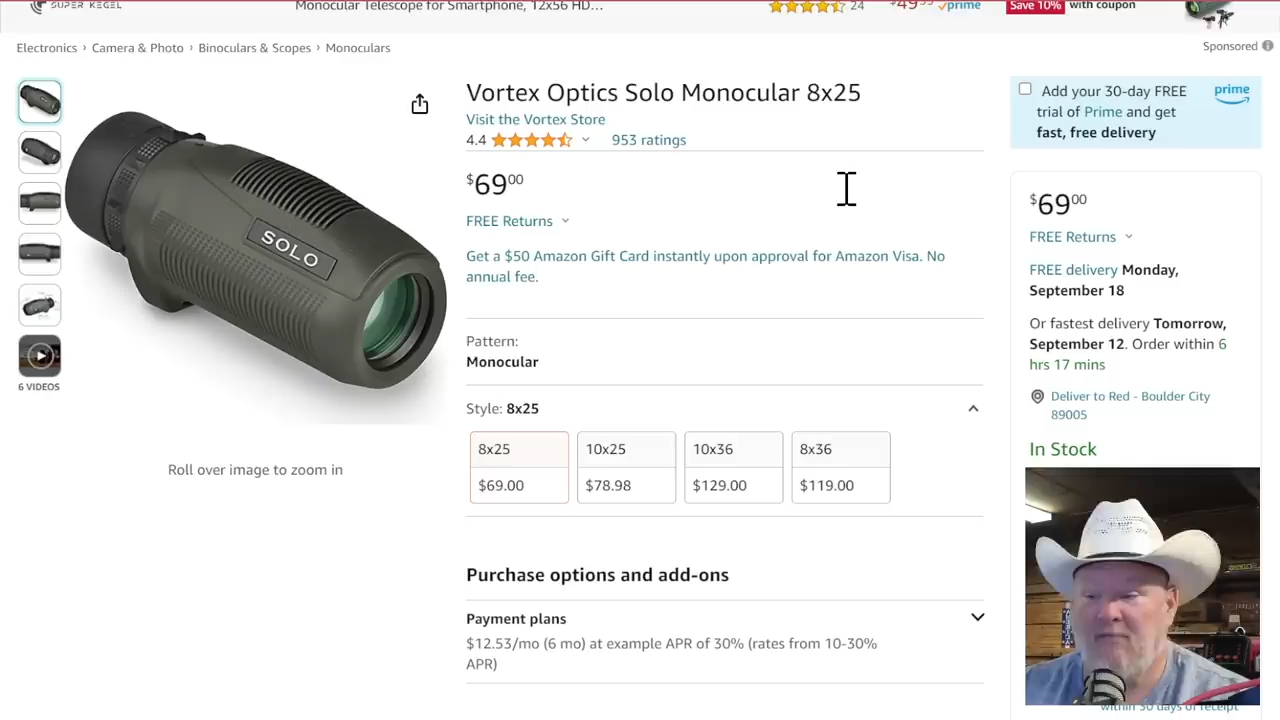 SUPER KEGEL
Monocular Telescope for Smartphone, 12x56 HD...
24
$49
prime
Save 10% with coupon
Electronics › Camera & Photo › Binoculars & Scopes › Monoculars
Sponsored
Vortex Optics Solo Monocular 8x25
Visit the Vortex Store
4.4
953 ratings
$69 00
FREE Returns
Get a $50 Amazon Gift Card instantly upon approval for Amazon Visa. No
annual fee.
Pattern:
Monocular
Style: 8x25
8x25
$69.00
10x25
$78.98
10x36
$129.00
8x36
$119.00
Purchase options and add-ons
Payment plans
$12.53/mo (6 mo) at example APR of 30% (rates from 10-30%
APR)
SOLO
6 VIDEOS
Roll over image to zoom in
Add your 30-day FREE
trial of Prime and get
fast, free delivery
prime
$69 00
FREE Returns
FREE delivery Monday,
September 18
Or fastest delivery Tomorrow,
September 12. Order within 6
hrs 17 mins
Deliver to Red - Boulder City
89005
In Stock
within 30 days of receipt